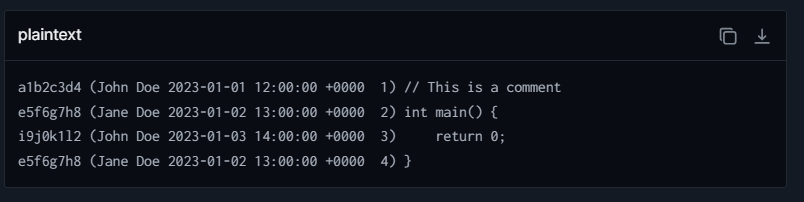 plaintext
a1b2c3d4 (John Doe 2023-01-01 12:00:00 +0000  1) // This is a comment
e5f6g7h8 (Jane Doe 2023-01-02 13:00:00 +0000  2) int main() {
i9j0k1l2 (John Doe 2023-01-03 14:00:00 +0000  3)     return 0;
e5f6g7h8 (Jane Doe 2023-01-02 13:00:00 +0000  4) }